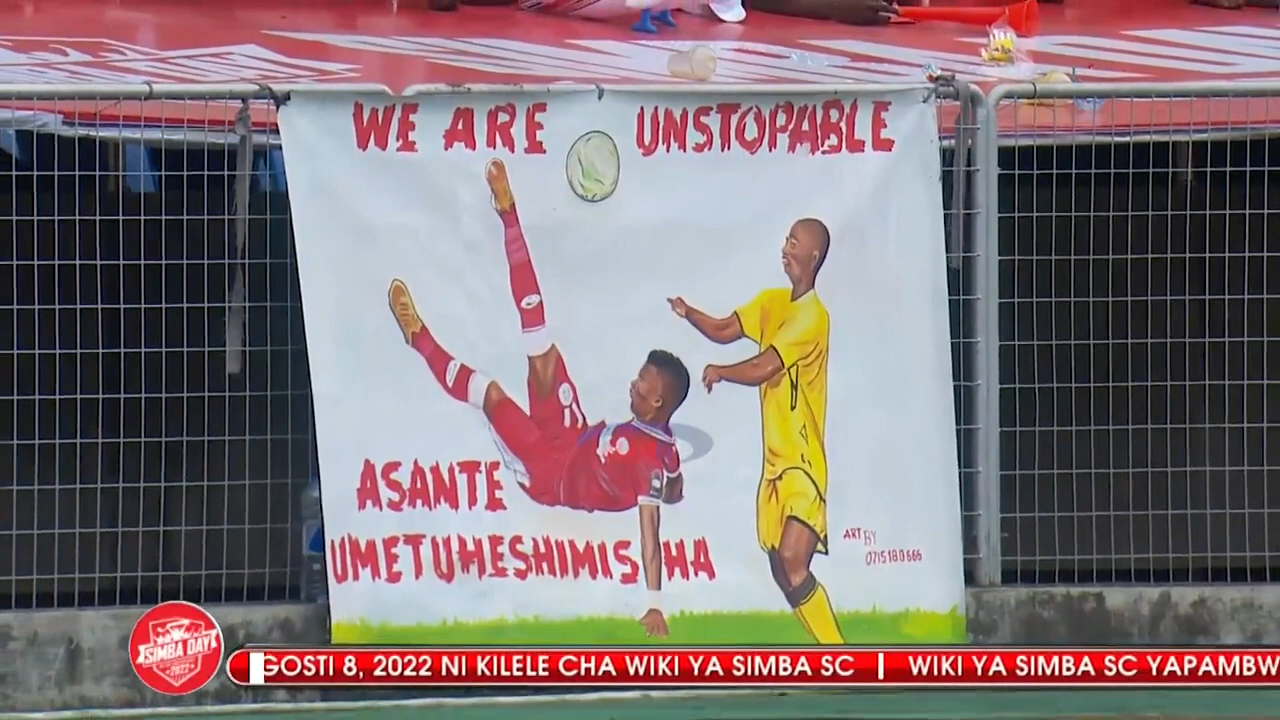 WE ARE UNSTOPABLE
ASANTE
UMETUHESHIMISHA
ART BY
0715180666
SIMBA DAY
2022
GOSTI 8, 2022 NI KILELE CHA WIKI YA SIMBA SC | WIKI YA SIMBA SC YAPAMBW